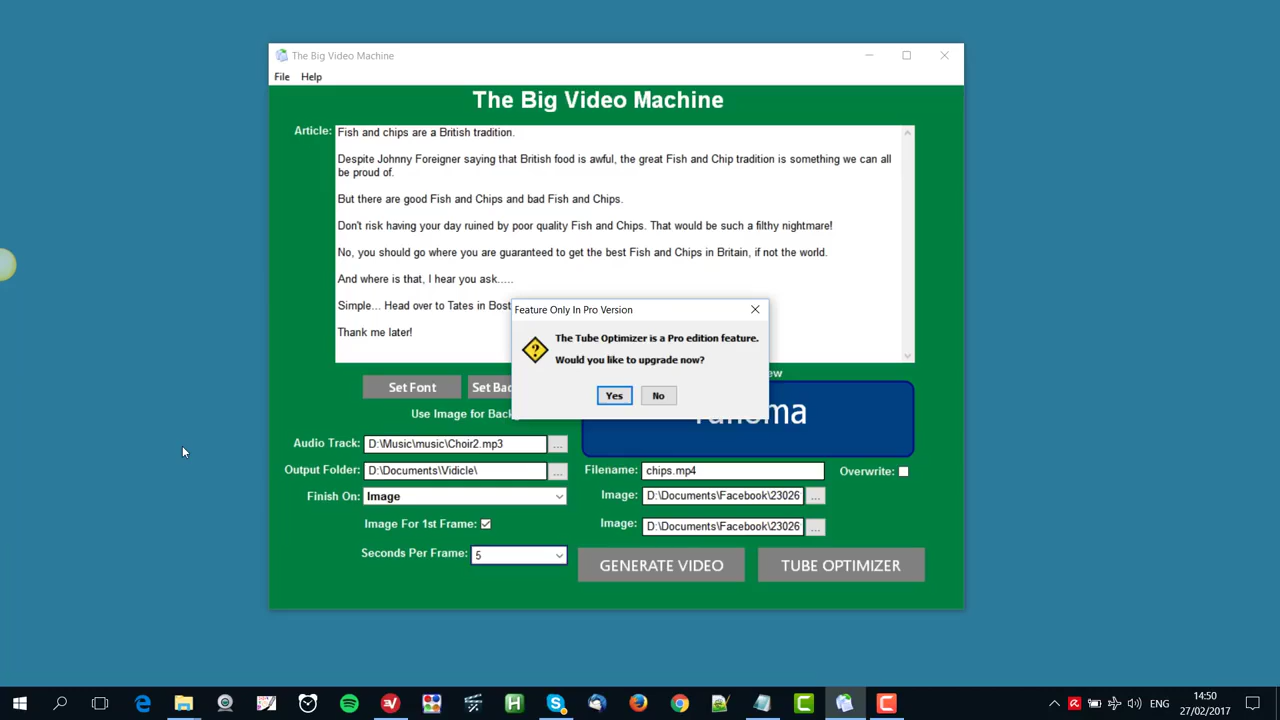 The Big Video Machine
File Help
The Big Video Machine
Article:
Fish and chips are a British tradition.
Despite Johnny Foreigner saying that British food is awful, the great Fish and Chip tradition is something we can all
be proud of.
But there are good Fish and Chips and bad Fish and Chips.
Don't risk having your day ruined by poor quality Fish and Chips. That would be such a filthy nightmare!
No, you should go where you are guaranteed to get the best Fish and Chips in Britain, if not the world.
And where is that, I hear you ask.....
Simple... Head over to Tates in Bost
Thank me later!
Feature Only In Pro Version
The Tube Optimizer is a Pro edition feature.
Would you like to upgrade now?
Yes No
Set Font Set Bac
Use Image for Back
Tahoma
Audio Track: D:\Music\music\Choir2.mp3 ...
Output Folder: D:\Documents\Vidicle\ ... Filename: chips.mp4 Overwrite:
Finish On: Image Image: D:\Documents\Facebook\23026 ...
Image For 1st Frame: Image: D:\Documents\Facebook\23026 ...
Seconds Per Frame: 5
GENERATE VIDEO TUBE OPTIMIZER
ENG
14:50
27/02/2017